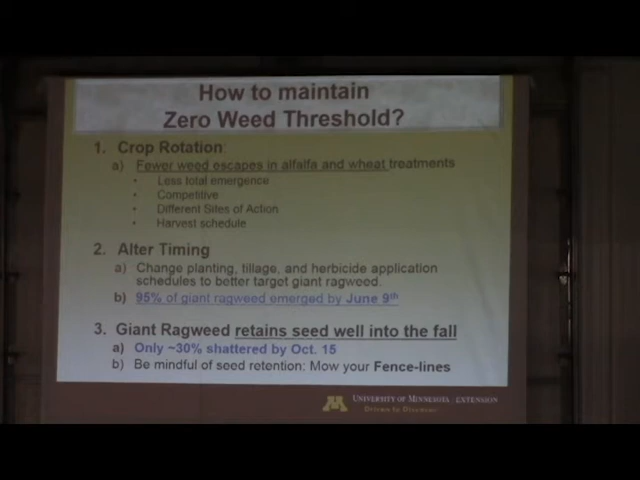 How to maintain
Zero Weed Threshold?
1. Crop Rotation:
a) Fewer weed escapes in alfalfa and wheat treatments
• Less total emergence
• Competitive
• Different Sites of Action
• Harvest schedule
2. Alter Timing
a) Change planting, tillage, and herbicide application
schedules to better target giant ragweed.
b) 95% of giant ragweed emerged by June 9th
3. Giant Ragweed retains seed well into the fall
a) Only ~30% shattered by Oct. 15
b) Be mindful of seed retention: Mow your Fence-lines
UNIVERSITY OF MINNESOTA | EXTENSION
Driven to Discover